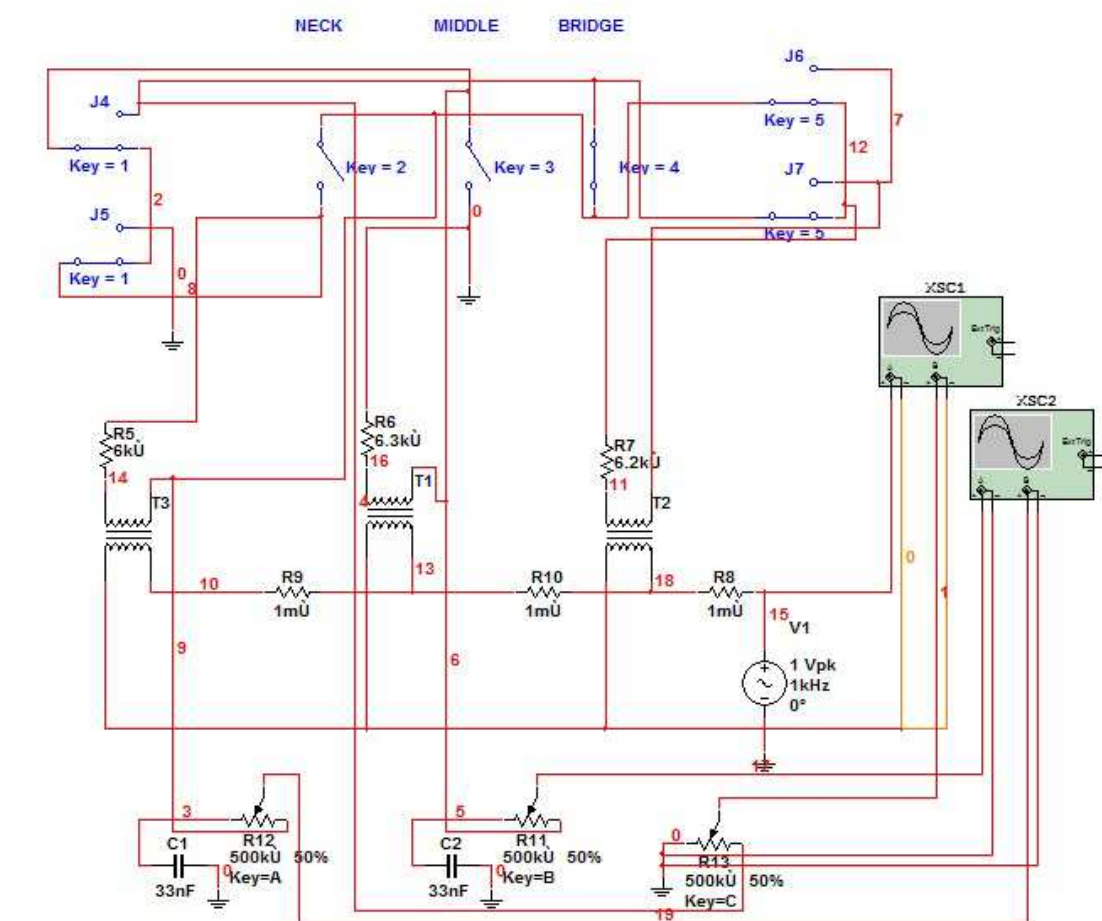 NECK MIDDLE BRIDGE
J6
J4
Key = 5
7
Key = 1
Key = 2
Key = 3
Key = 4
12
J7
2
J5
0
Key = 5
Key = 1
0
8
XSC1
Ext Trig
A B
XSC2
Ext Trig
A B
R5
6kÙ
14
R6
6.3kÙ
16
R7
6.2kÙ
11
T3
4
T1
T2
0
10
R9
1mÙ
13
R10
1mÙ
18
R8
1mÙ
1
15
V1
9
6
1 Vpk
1kHz
0°
3
R12
500kÙ 50%
Key=A
C1
33nF
0
5
R11
500kÙ 50%
Key=B
C2
33nF
0
0
R13
500kÙ 50%
Key=C
19